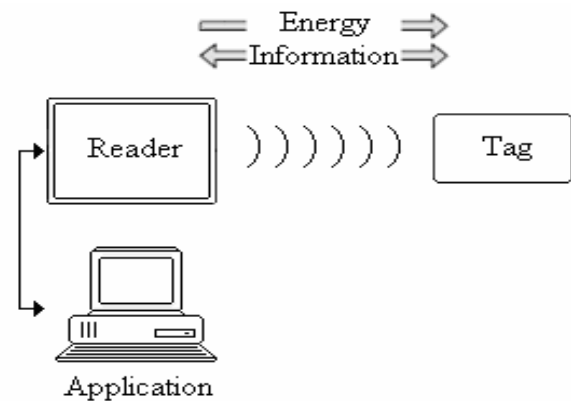 Energy
Information
Reader
Tag
Application